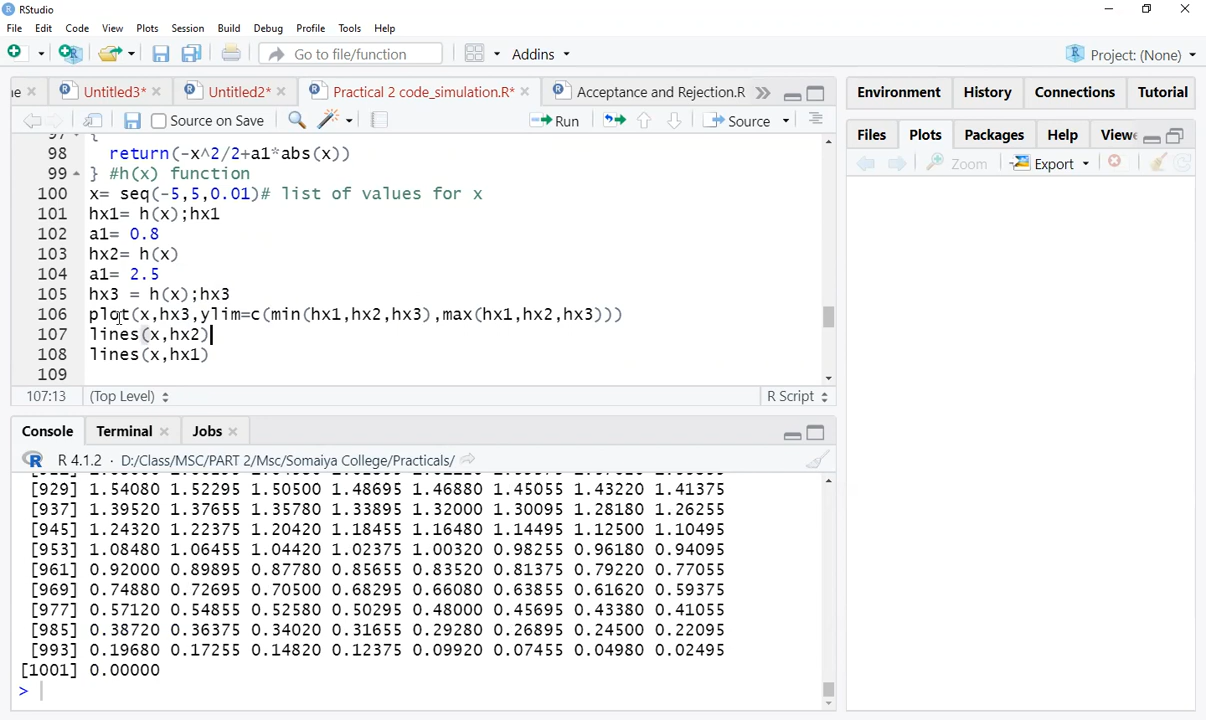 RStudio
File Edit Code View Plots Session Build Debug Profile Tools Help
Go to file/function Addins Project: (None)
Untitled3* Untitled2* Practical 2 code_simulation.R* Acceptance and Rejection.R
Source on Save Run Source
97 {
98 return(-x^2/2+a1*abs(x))
99 } #h(x) function
100 x= seq(-5,5,0.01)# list of values for x
101 hx1= h(x);hx1
102 a1= 0.8
103 hx2= h(x)
104 a1= 2.5
105 hx3 = h(x);hx3
106 plot(x,hx3,ylim=c(min(hx1,hx2,hx3),max(hx1,hx2,hx3)))
107 lines(x,hx2)
108 lines(x,hx1)
109
107:13 (Top Level) R Script
Console Terminal Jobs
R 4.1.2 · D:/Class/MSC/PART 2/Msc/Somaiya College/Practicals/
[929] 1.54080 1.52295 1.50500 1.48695 1.46880 1.45055 1.43220 1.41375
[937] 1.39520 1.37655 1.35780 1.33895 1.32000 1.30095 1.28180 1.26255
[945] 1.24320 1.22375 1.20420 1.18455 1.16480 1.14495 1.12500 1.10495
[953] 1.08480 1.06455 1.04420 1.02375 1.00320 0.98255 0.96180 0.94095
[961] 0.92000 0.89895 0.87780 0.85655 0.83520 0.81375 0.79220 0.77055
[969] 0.74880 0.72695 0.70500 0.68295 0.66080 0.63855 0.61620 0.59375
[977] 0.57120 0.54855 0.52580 0.50295 0.48000 0.45695 0.43380 0.41055
[985] 0.38720 0.36375 0.34020 0.31655 0.29280 0.26895 0.24500 0.22095
[993] 0.19680 0.17255 0.14820 0.12375 0.09920 0.07455 0.04980 0.02495
[1001] 0.00000
>
Environment History Connections Tutorial
Files Plots Packages Help
Zoom Export